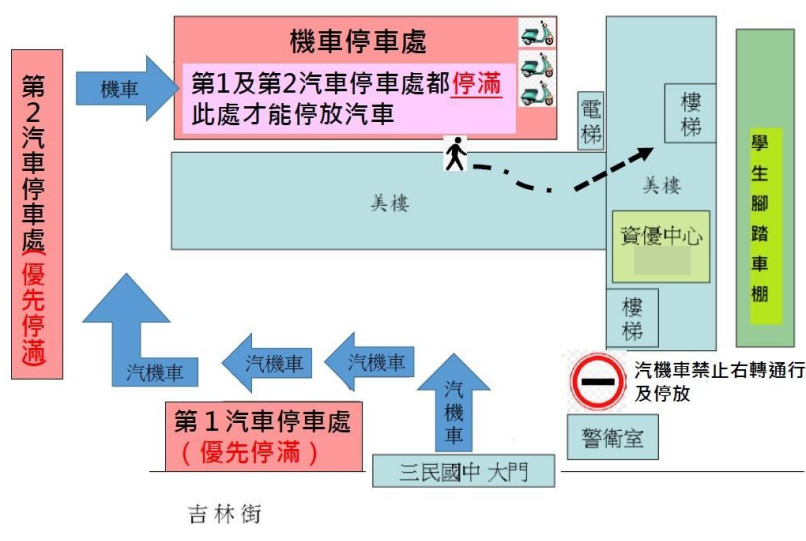 機車停車處
第1及第2汽車停車處都停滿
此處才能停放汽車
機車
第2汽車停車處(優先停滿)
電梯
樓梯
美樓
美樓
資優中心
樓梯
學生腳踏車棚
汽機車
汽機車
汽機車
汽機車
汽機車禁止右轉通行
及停放
第1汽車停車處
(優先停滿)
警衛室
三民國中 大門
吉林街